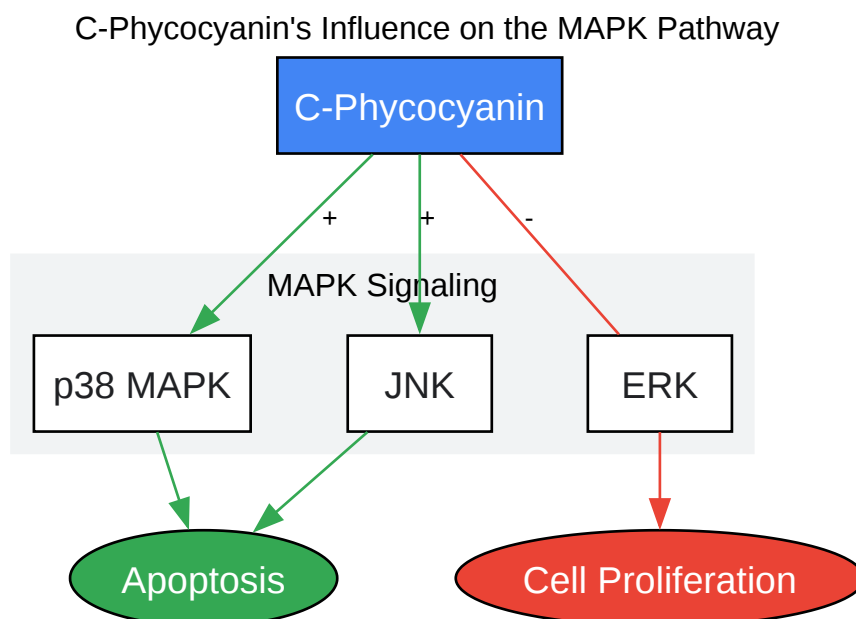 C-Phycocyanin's Influence on the MAPK Pathway
C-Phycocyanin
+
+
-
MAPK Signaling
p38 MAPK
JNK
ERK
Apoptosis
Cell Proliferation